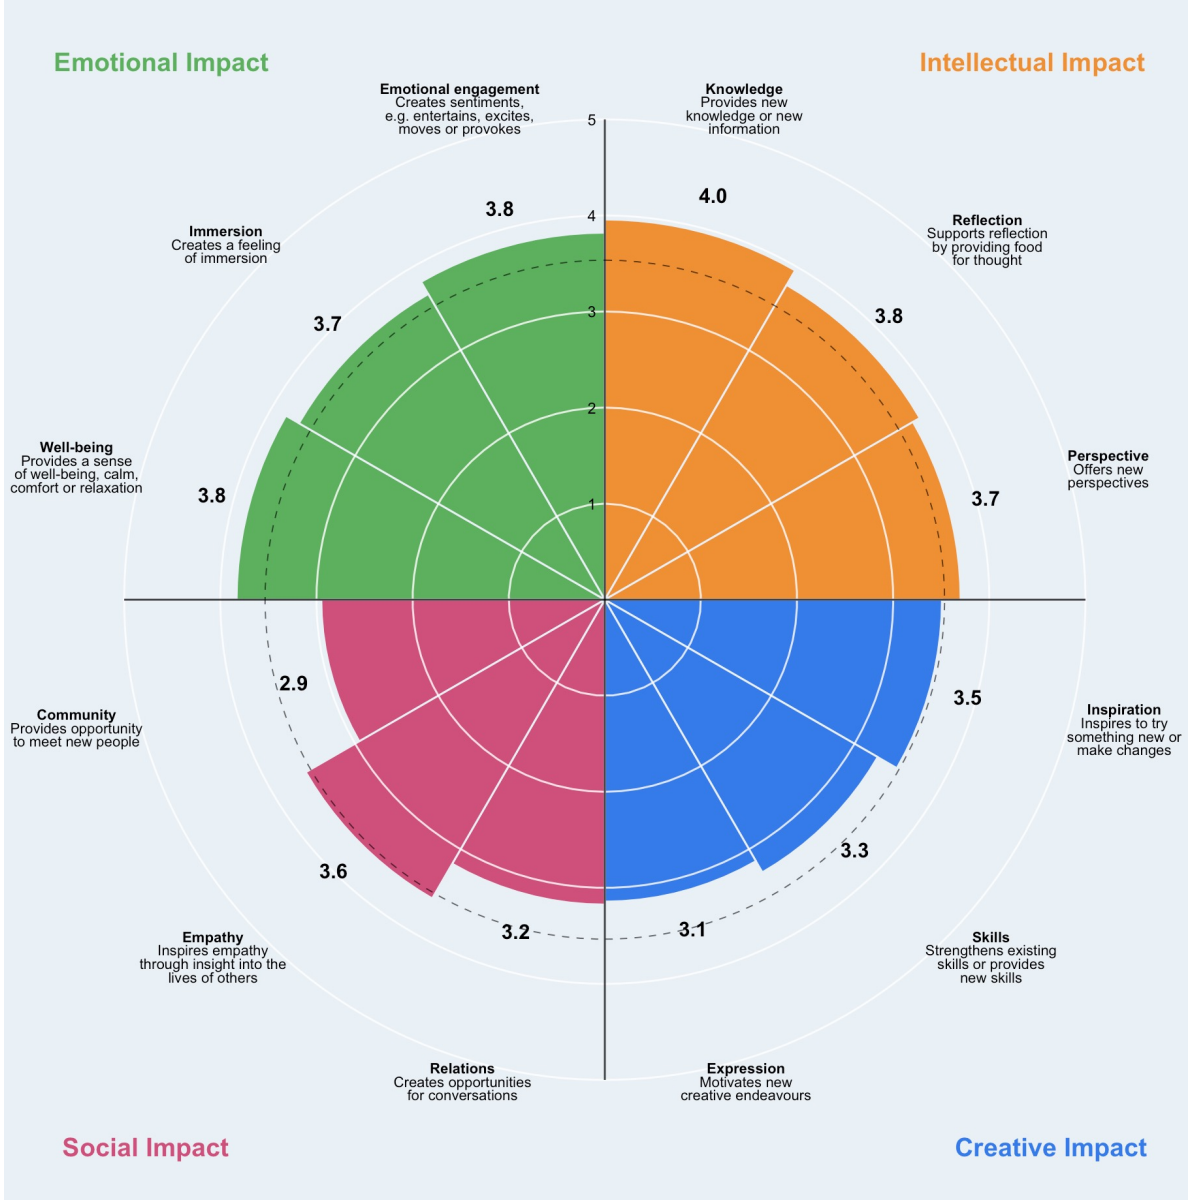 Emotional Impact
Intellectual Impact
Emotional engagement
Creates sentiments,
e.g. entertains, excites,
moves or provokes
Knowledge
Provides new
knowledge or new
information
5
4.0
3.8
4
Immersion
Creates a feeling
of immersion
Reflection
Supports reflection
by providing food
for thought
3.7
3.8
3
2
Well-being
Provides a sense
of well-being, calm,
comfort or relaxation
3.8
Perspective
Offers new
perspectives
3.7
1
2.9
3.5
Community
Provides opportunity
to meet new people
Inspiration
Inspires to try
something new or
make changes
3.6
3.3
3.2
3.1
Empathy
Inspires empathy
through insight into the
lives of others
Skills
Strengthens existing
skills or provides
new skills
Relations
Creates opportunities
for conversations
Expression
Motivates new
creative endeavours
Social Impact
Creative Impact